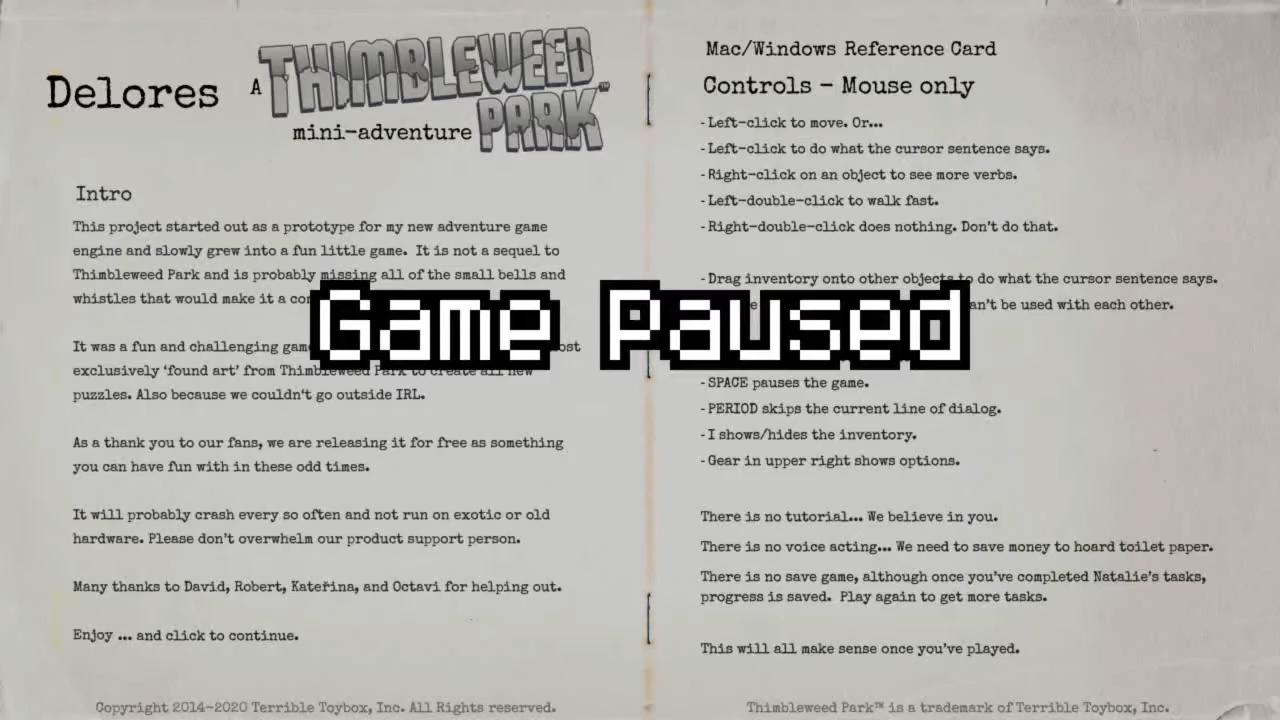 Delores A THIMBLEWEED PARK™
mini-adventure
Intro
This project started out as a prototype for my new adventure game
engine and slowly grew into a fun little game. It is not a sequel to
Thimbleweed Park and is probably missing all of the small bells and
whistles that would make it a
It was a fun and challenging
exclusively 'found art' from Thimbleweed Park to create all new
puzzles. Also because we couldn't go outside IRL.
As a thank you to our fans, we are releasing it for free as something
you can have fun with in these odd times.
It will probably crash every so often and not run on exotic or old
hardware. Please don't overwhelm our product support person.
Many thanks to David, Robert, Kateřina, and Octavi for helping out.
Enjoy ... and click to continue.
Copyright 2014-2020 Terrible Toybox, Inc. All Rights reserved.
Game Paused
Mac/Windows Reference Card
Controls - Mouse only
- Left-click to move. Or...
- Left-click to do what the cursor sentence says.
- Right-click on an object to see more verbs.
- Left-double-click to walk fast.
- Right-double-click does nothing. Don't do that.
- Drag inventory onto other objects to do what the cursor sentence says.
can't be used with each other.
- SPACE pauses the game.
- PERIOD skips the current line of dialog.
- I shows/hides the inventory.
- Gear in upper right shows options.
There is no tutorial... We believe in you.
There is no voice acting... We need to save money to hoard toilet paper.
There is no save game, although once you've completed Natalie's tasks,
progress is saved. Play again to get more tasks.
This will all make sense once you've played.
Thimbleweed Park™ is a trademark of Terrible Toybox, Inc.